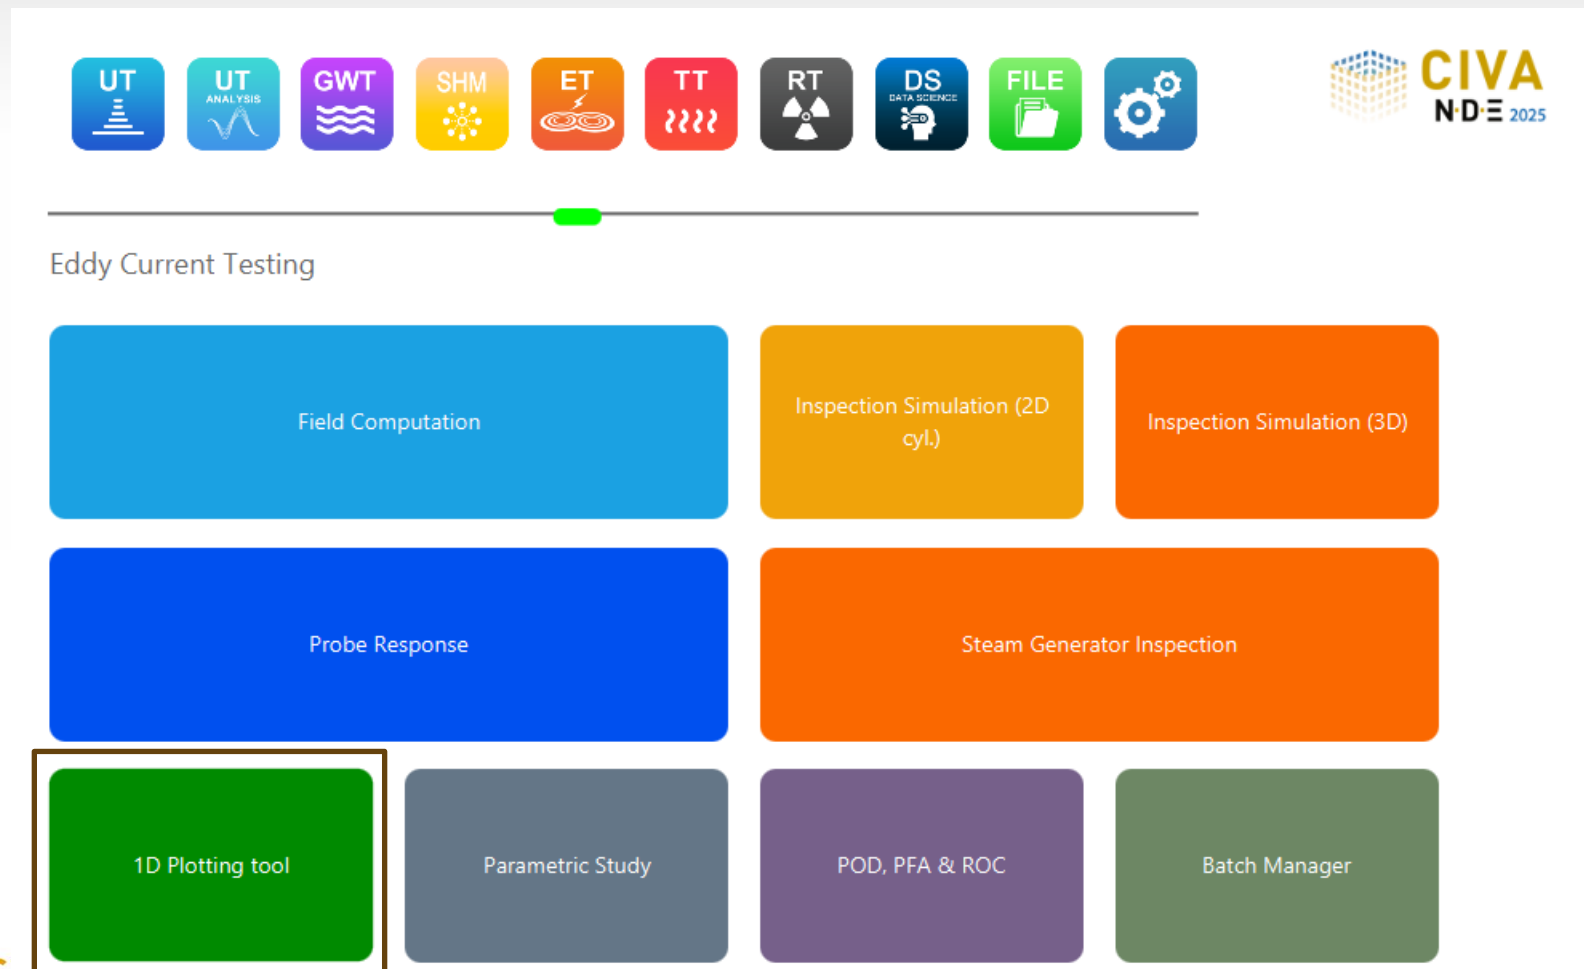 UT
UT
ANALYSIS
GWT
SHM
ET
TT
RT
DS
DATA SCIENCE
FILE
CIVA
N·D·E 2025
Eddy Current Testing
Field Computation
Inspection Simulation (2D
cyl.)
Inspection Simulation (3D)
Probe Response
Steam Generator Inspection
1D Plotting tool
Parametric Study
POD, PFA & ROC
Batch Manager